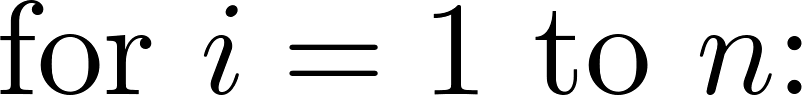 for i = 1 to n: